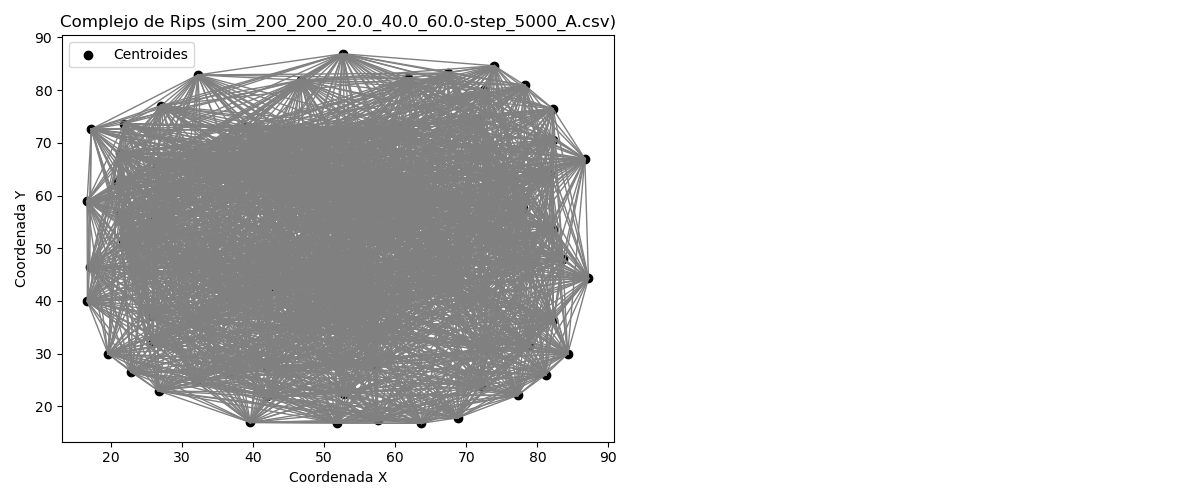 Complejo de Rips (sim_200_200_20.0_40.0_60.0-step_5000_A.csv)
Centroides
90
80
70
60
50
40
30
20
Coordenada Y
20 30 40 50 60 70 80 90
Coordenada X